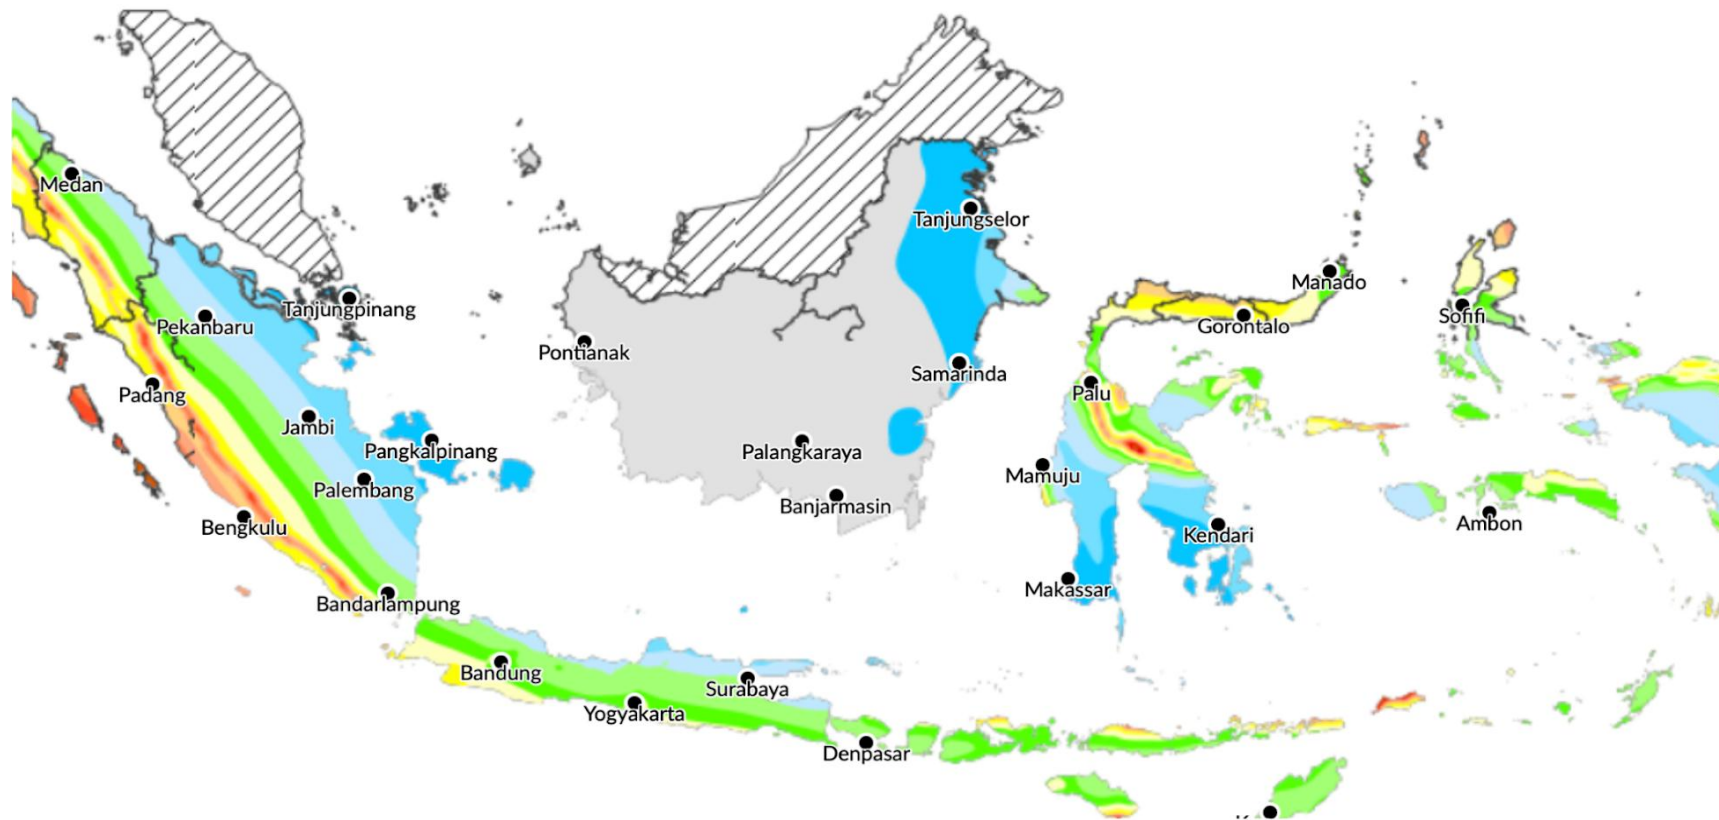 Medan
Tanjungselor
Manado
Tanjungpinang
Sofifi
Pekanbaru
Gorontalo
Pontianak
Samarinda
Padang
Palu
Jambi
Pangkalpinang
Palangkaraya
Mamuju
Palembang
Banjarmasin
Bengkulu
Ambon
Kendari
Makassar
Bandarlampung
Bandung
Surabaya
Yogyakarta
Denpasar